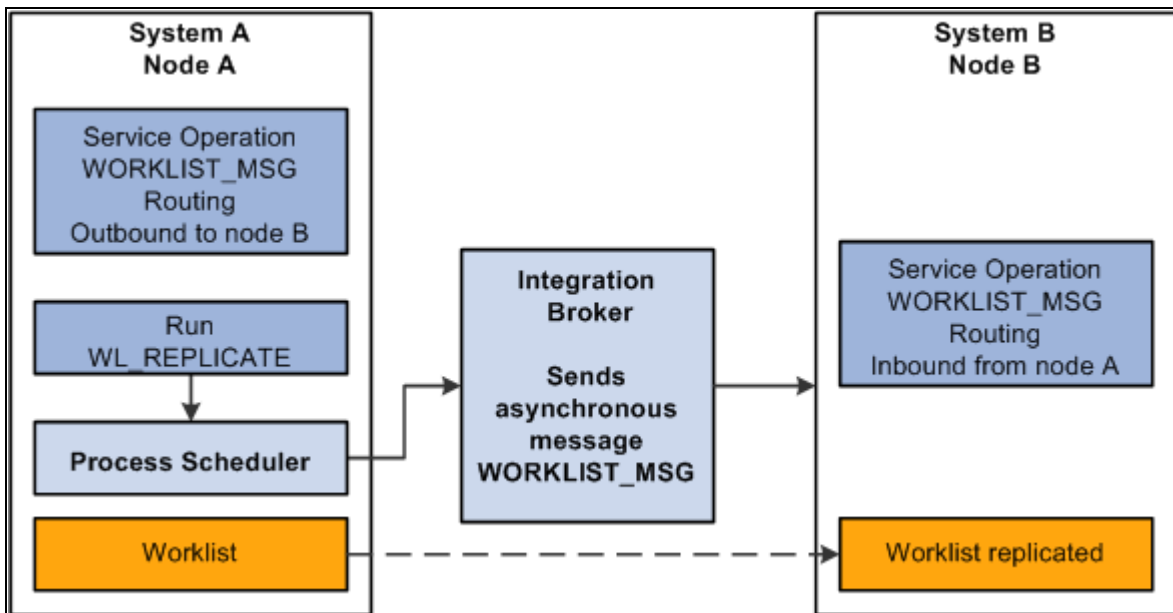 System A
Node A
Service Operation
WORKLIST_MSG
Routing
Outbound to node B
Run
WL_REPLICATE
Process Scheduler
Worklist
Integration
Broker
Sends
asynchronous
message
WORKLIST_MSG
System B
Node B
Service Operation
WORKLIST_MSG
Routing
Inbound from node A
Worklist replicated